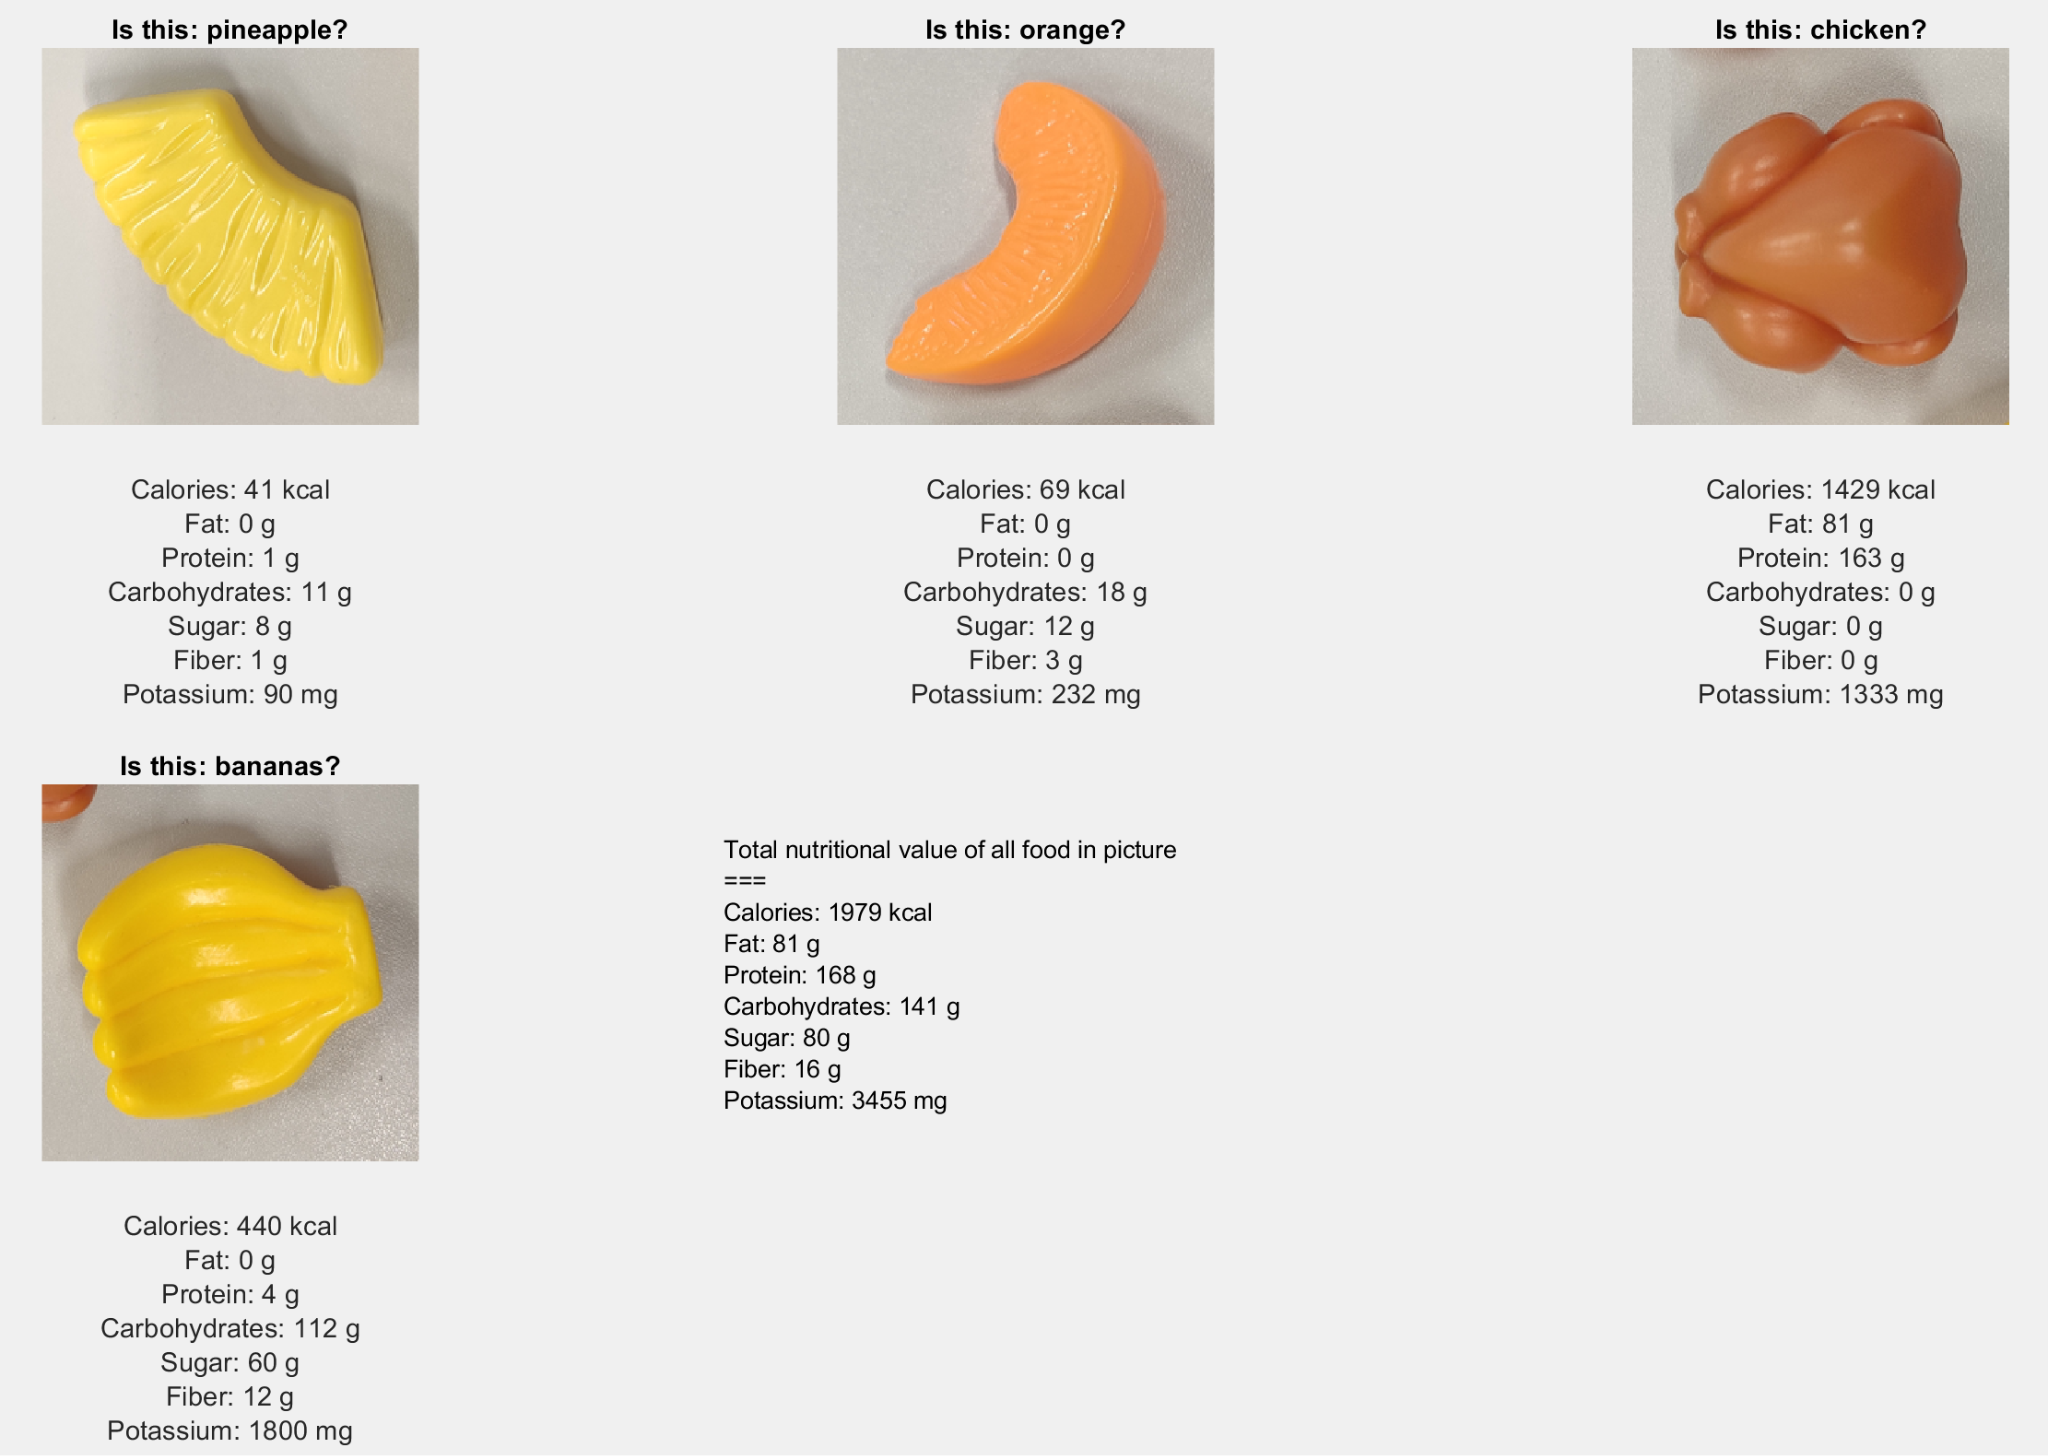 Is this: pineapple?
Calories: 41 kcal
Fat: 0 g
Protein: 1 g
Carbohydrates: 11 g
Sugar: 8 g
Fiber: 1 g
Potassium: 90 mg
Is this: orange?
Calories: 69 kcal
Fat: 0 g
Protein: 0 g
Carbohydrates: 18 g
Sugar: 12 g
Fiber: 3 g
Potassium: 232 mg
Is this: chicken?
Calories: 1429 kcal
Fat: 81 g
Protein: 163 g
Carbohydrates: 0 g
Sugar: 0 g
Fiber: 0 g
Potassium: 1333 mg
Is this: bananas?
Calories: 440 kcal
Fat: 0 g
Protein: 4 g
Carbohydrates: 112 g
Sugar: 60 g
Fiber: 12 g
Potassium: 1800 mg
Total nutritional value of all food in picture
===
Calories: 1979 kcal
Fat: 81 g
Protein: 168 g
Carbohydrates: 141 g
Sugar: 80 g
Fiber: 16 g
Potassium: 3455 mg